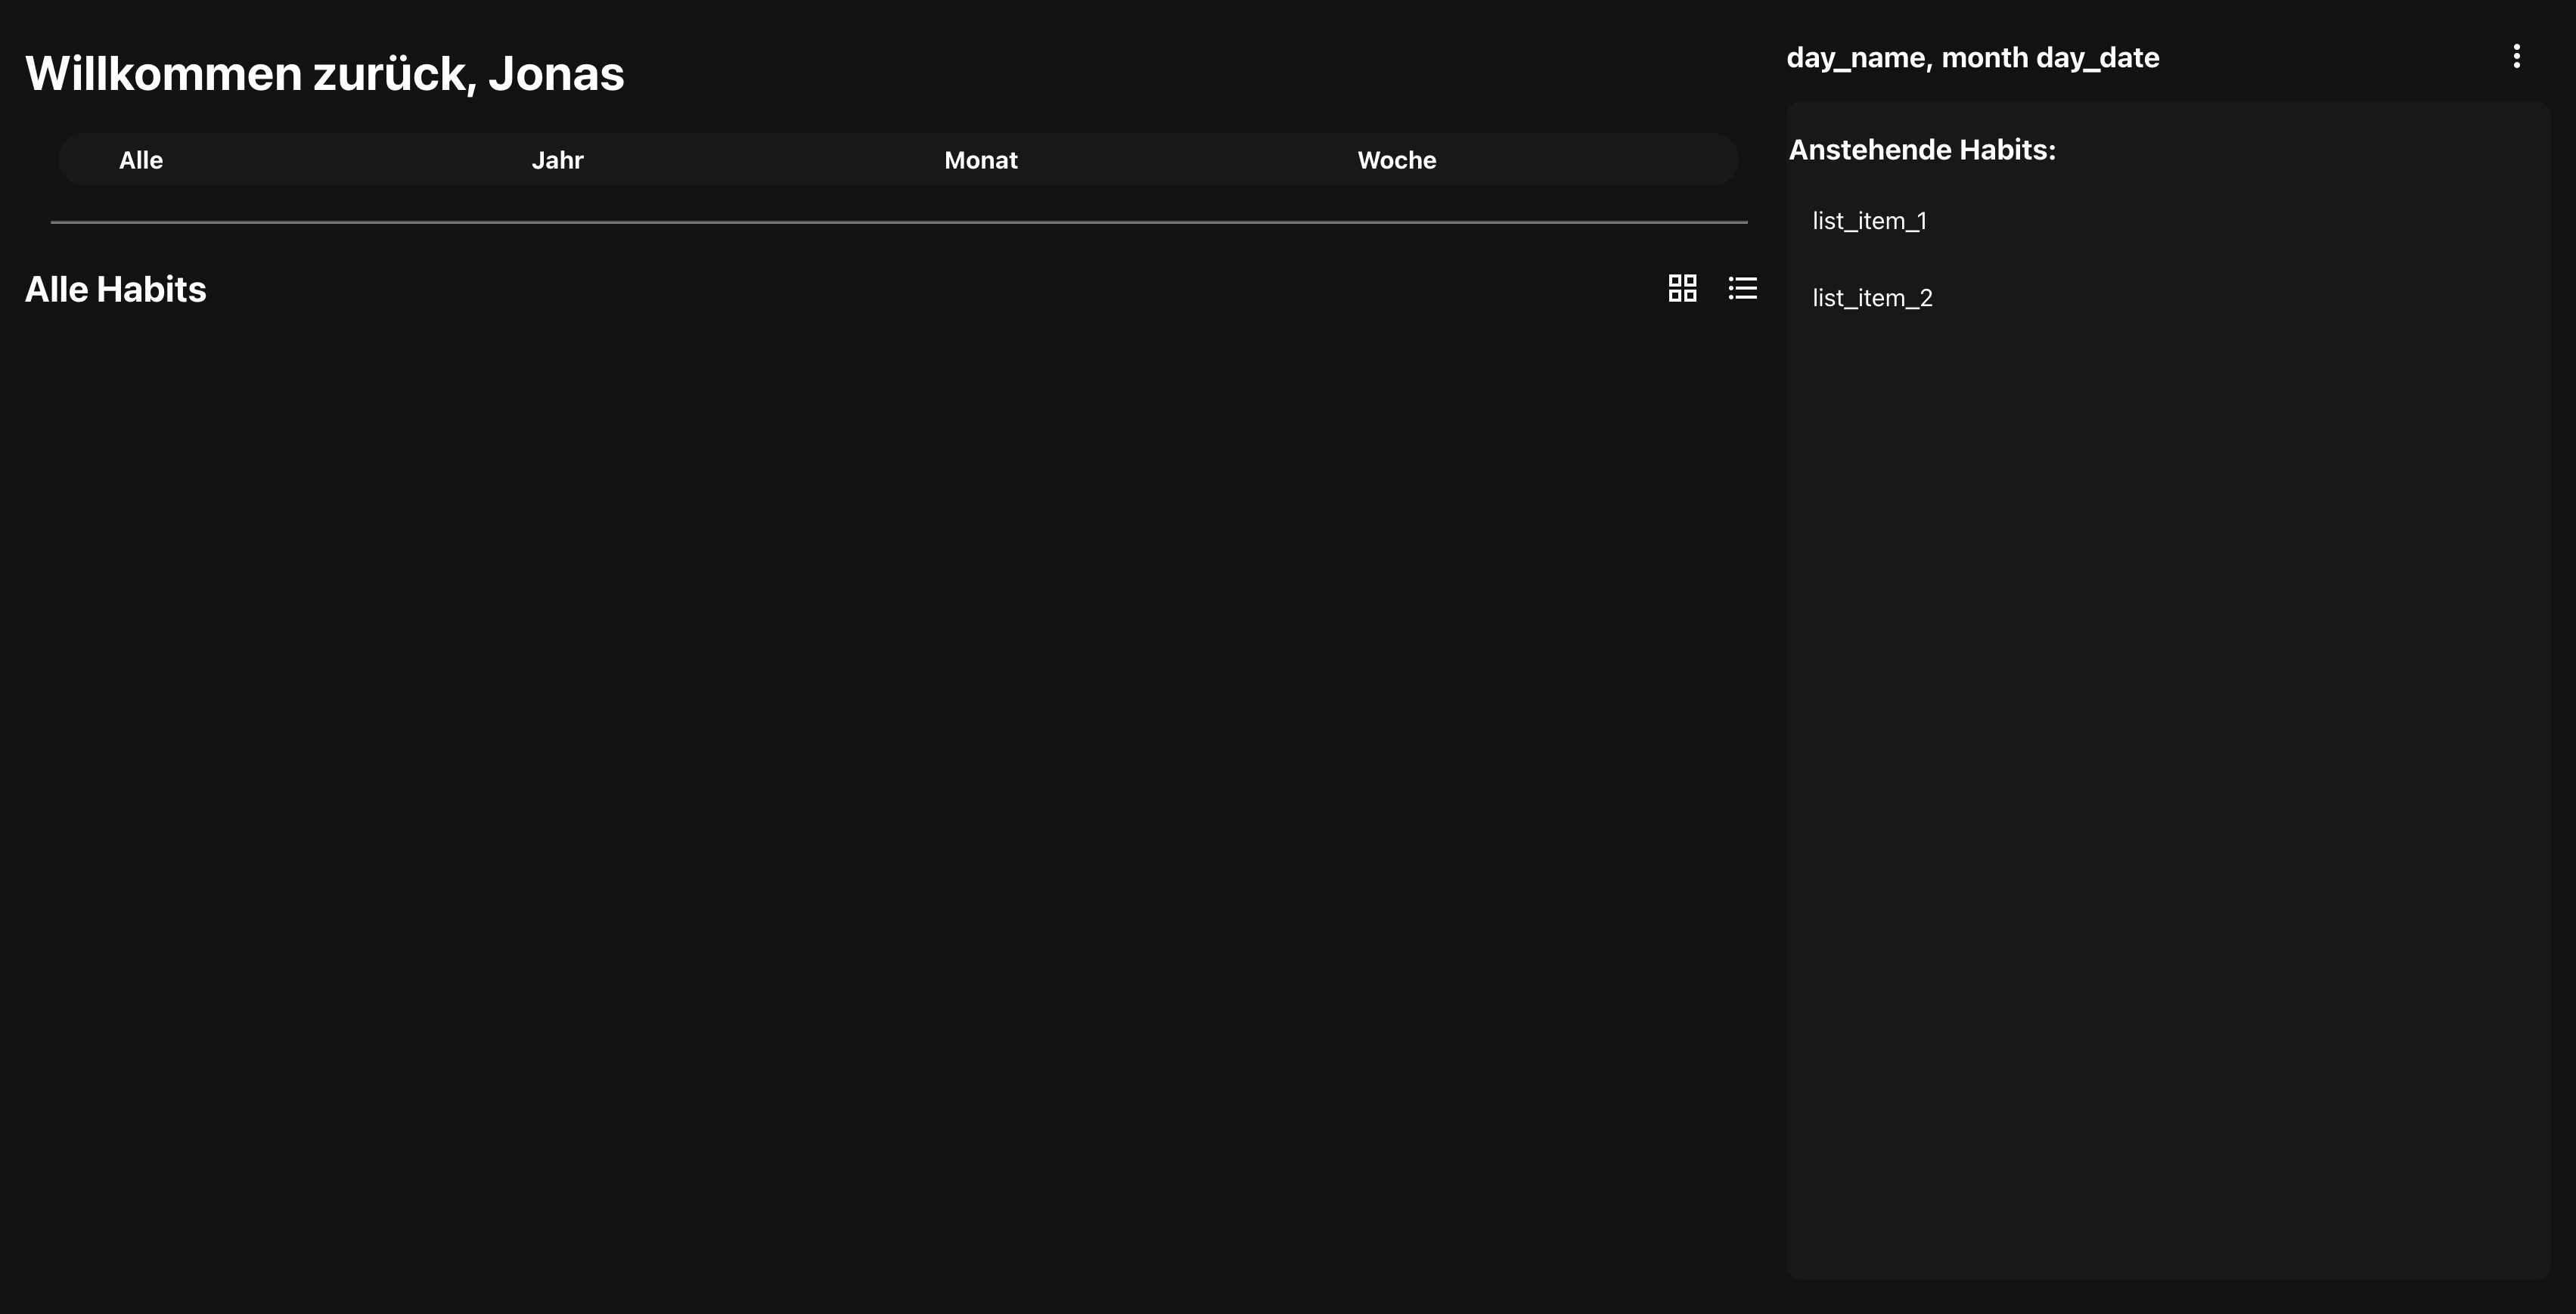 Willkommen zurück, Jonas
Alle Jahr Monat Woche
Alle Habits
day_name, month day_date
Anstehende Habits:
list_item_1
list_item_2